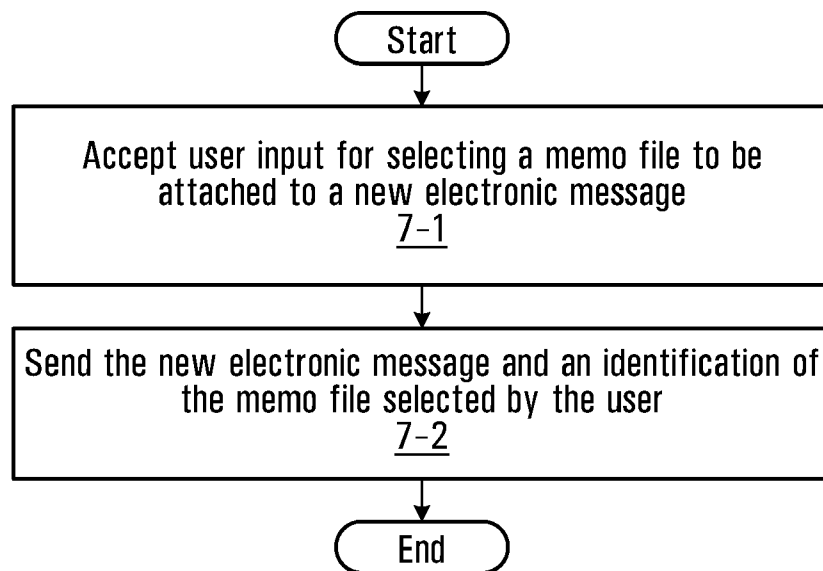 Start
Accept user input for selecting a memo file to be
attached to a new electronic message
7-1
Send the new electronic message and an identification of
the memo file selected by the user
7-2
End